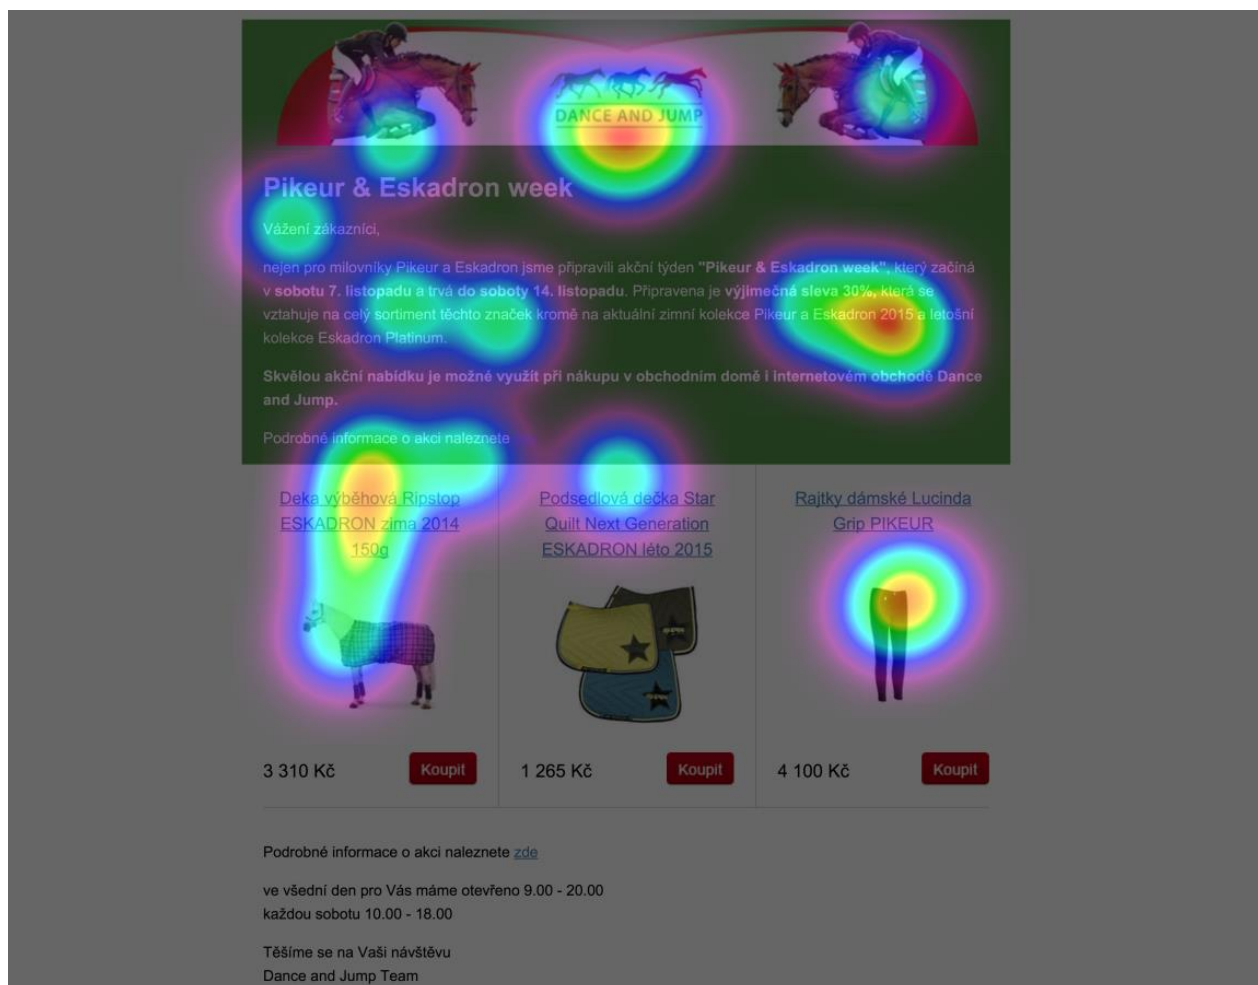 DANCE AND JUMP
Pikeur & Eskadron week
Vážení zákazníci,
nejen pro milovníky Pikeur a Eskadron jsme připravili akční týden "Pikeur & Eskadron week", který začíná
v sobotu 7. listopadu a trvá do soboty 14. listopadu. Připravena je výjimečná sleva 30%, která se
vztahuje na celý sortiment těchto značek kromě na aktuální zimní kolekce Pikeur a Eskadron 2015 a letošní
kolekce Eskadron Platinum.
Skvělou akční nabídku je možné využít při nákupu v obchodním domě i internetovém obchodě Dance
and Jump.
Podrobné informace o akci naleznete
Deka výběhová Ripstop
ESKADRON zima 2014
150g
Podsedlová dečka Star
Quilt Next Generation
ESKADRON léto 2015
Rajtky dámské Lucinda
Grip PIKEUR
3 310 Kč Koupit
1 265 Kč Koupit
4 100 Kč Koupit
Podrobné informace o akci naleznete zde
ve všední den pro Vás máme otevřeno 9.00 - 20.00
každou sobotu 10.00 - 18.00
Těšíme se na Vaši návštěvu
Dance and Jump Team